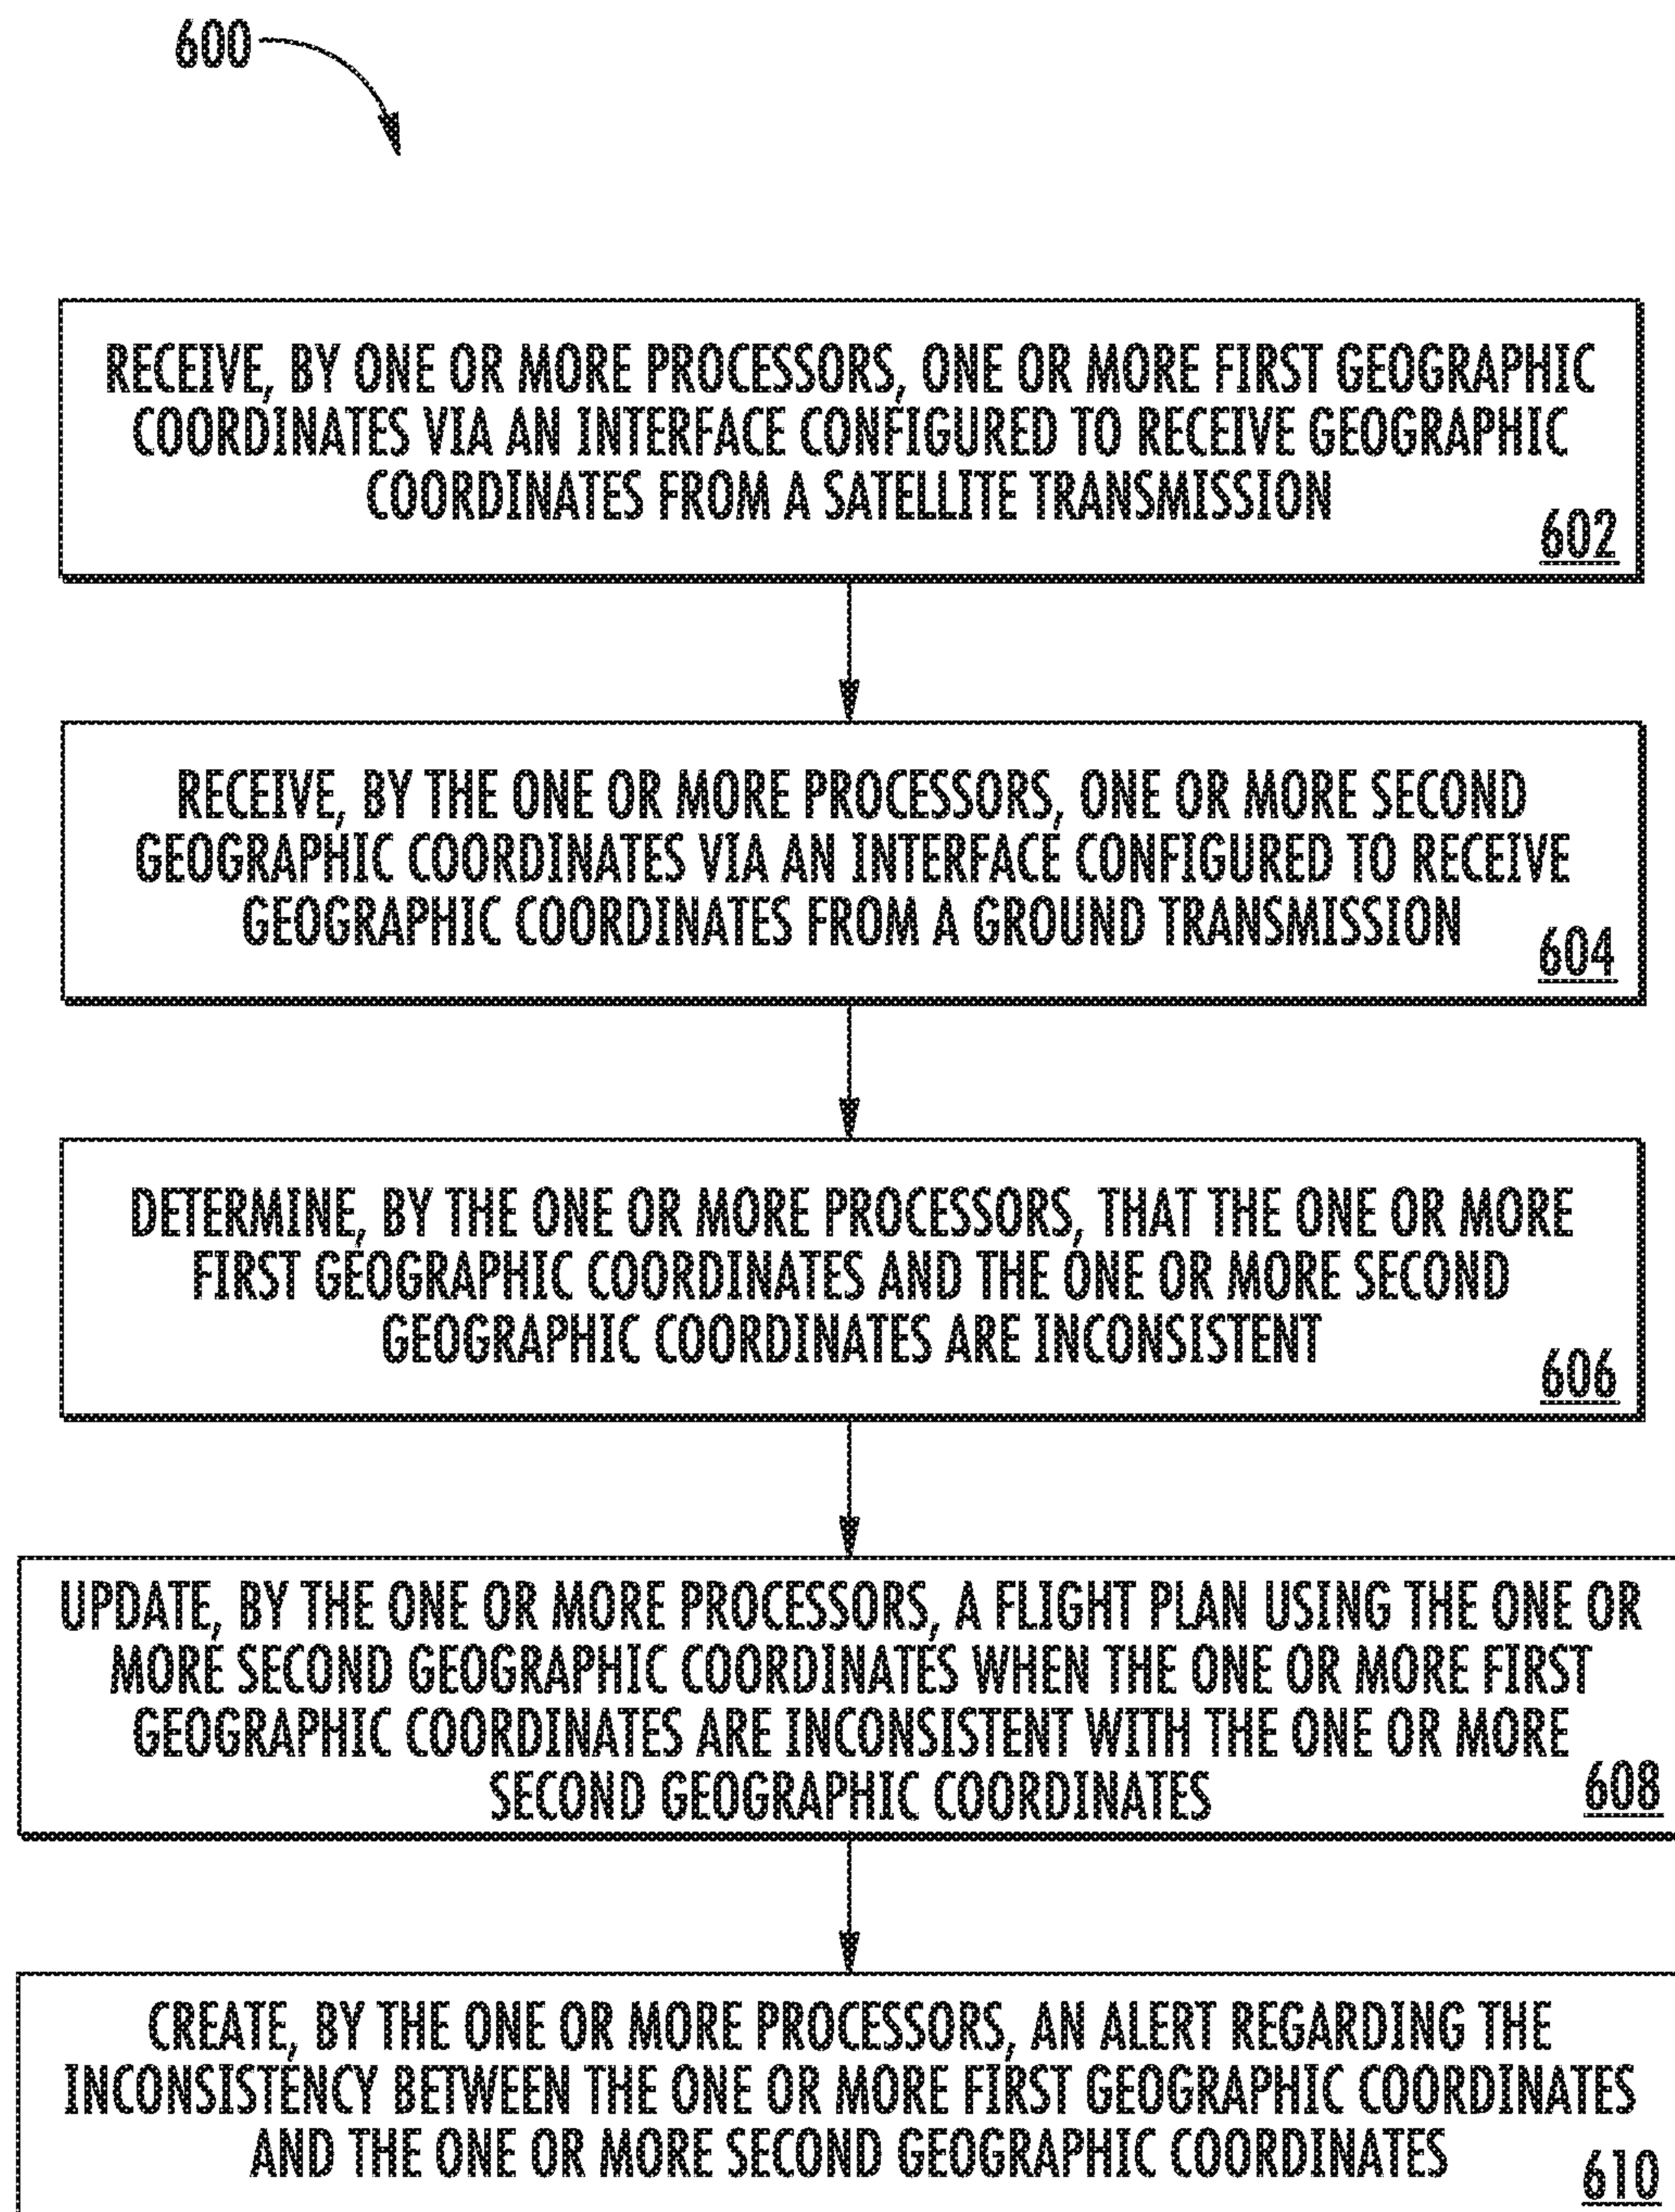 600
RECEIVE, BY ONE OR MORE PROCESSORS, ONE OR MORE FIRST GEOGRAPHIC
COORDINATES VIA AN INTERFACE CONFIGURED TO RECEIVE GEOGRAPHIC
COORDINATES FROM A SATELLITE TRANSMISSION
602
RECEIVE, BY THE ONE OR MORE PROCESSORS, ONE OR MORE SECOND
GEOGRAPHIC COORDINATES VIA AN INTERFACE CONFIGURED TO RECEIVE
GEOGRAPHIC COORDINATES FROM A GROUND TRANSMISSION
604
DETERMINE, BY THE ONE OR MORE PROCESSORS, THAT THE ONE OR MORE
FIRST GEOGRAPHIC COORDINATES AND THE ONE OR MORE SECOND
GEOGRAPHIC COORDINATES ARE INCONSISTENT
606
UPDATE, BY THE ONE OR MORE PROCESSORS, A FLIGHT PLAN USING THE ONE OR
MORE SECOND GEOGRAPHIC COORDINATES WHEN THE ONE OR MORE FIRST
GEOGRAPHIC COORDINATES ARE INCONSISTENT WITH THE ONE OR MORE
SECOND GEOGRAPHIC COORDINATES
608
CREATE, BY THE ONE OR MORE PROCESSORS, AN ALERT REGARDING THE
INCONSISTENCY BETWEEN THE ONE OR MORE FIRST GEOGRAPHIC COORDINATES
AND THE ONE OR MORE SECOND GEOGRAPHIC COORDINATES
610